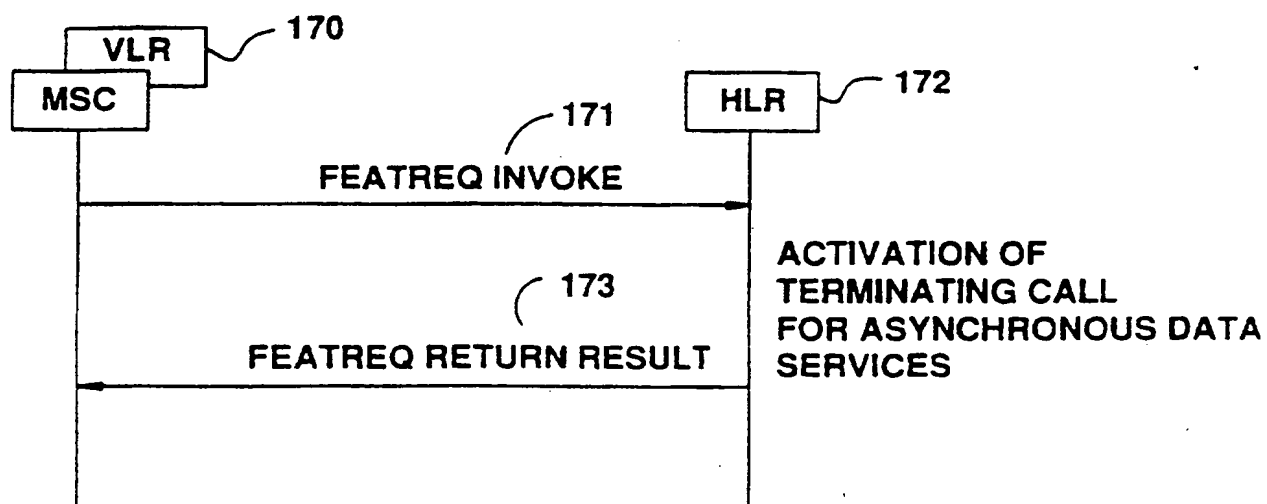 VLR
170
MSC
HLR
172
171
FEATREQ INVOKE
ACTIVATION OF
TERMINATING CALL
FOR ASYNCHRONOUS DATA
SERVICES
173
FEATREQ RETURN RESULT